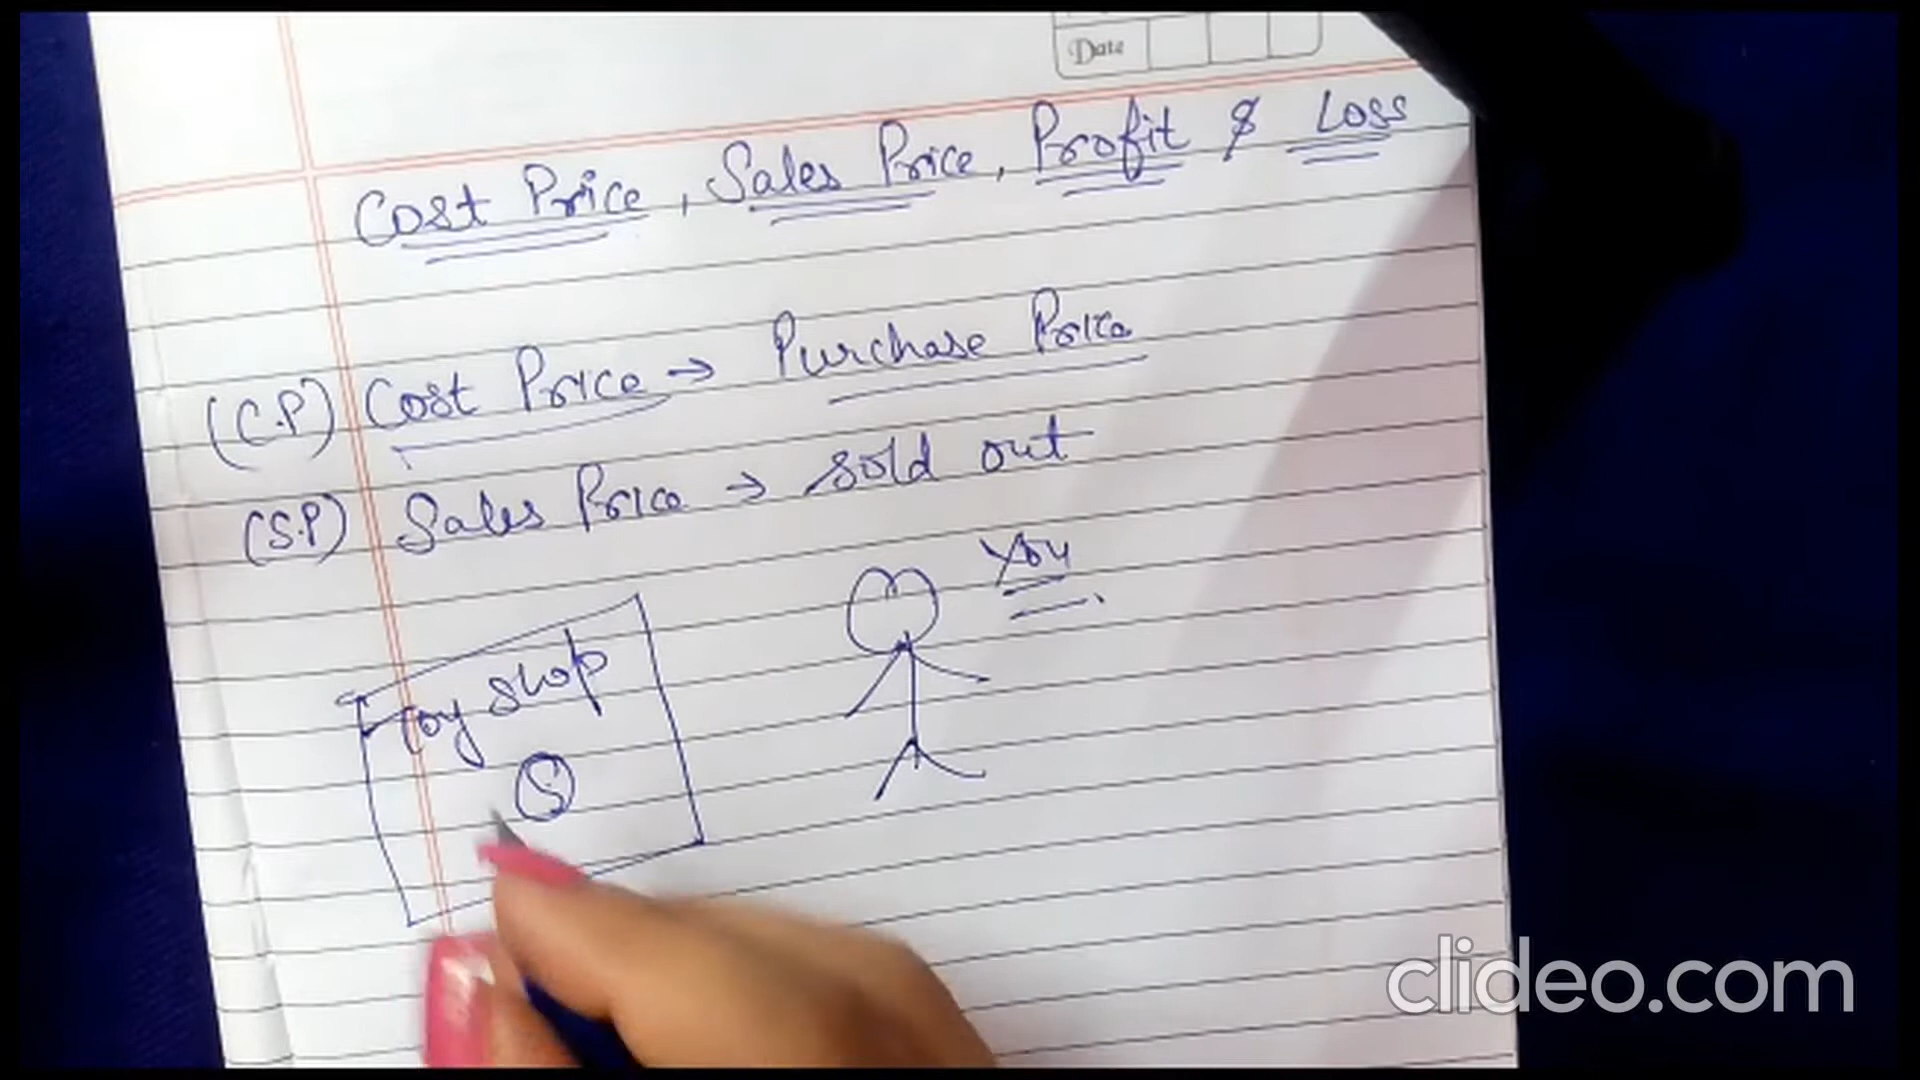 Date
Cost Price, Sales Price, Profit & Loss
(C.P) Cost Price → Purchase Price
(S.P) Sales Price → sold out
You
Toy shop
S
clideo.com